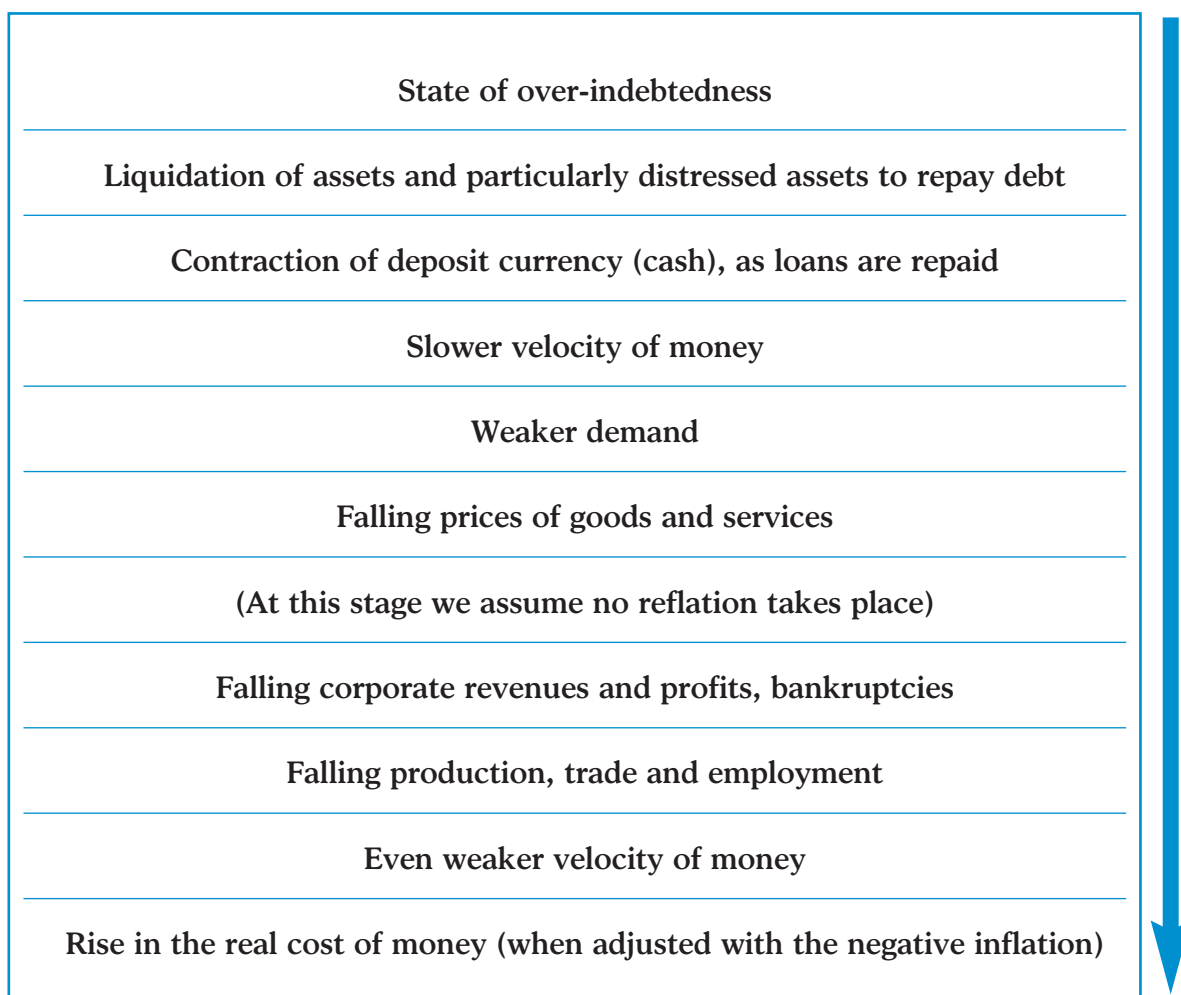 State of over-indebtedness
Liquidation of assets and particularly distressed assets to repay debt
Contraction of deposit currency (cash), as loans are repaid
Slower velocity of money
Weaker demand
Falling prices of goods and services
(At this stage we assume no reflation takes place)
Falling corporate revenues and profits, bankruptcies
Falling production, trade and employment
Even weaker velocity of money
Rise in the real cost of money (when adjusted with the negative inflation)